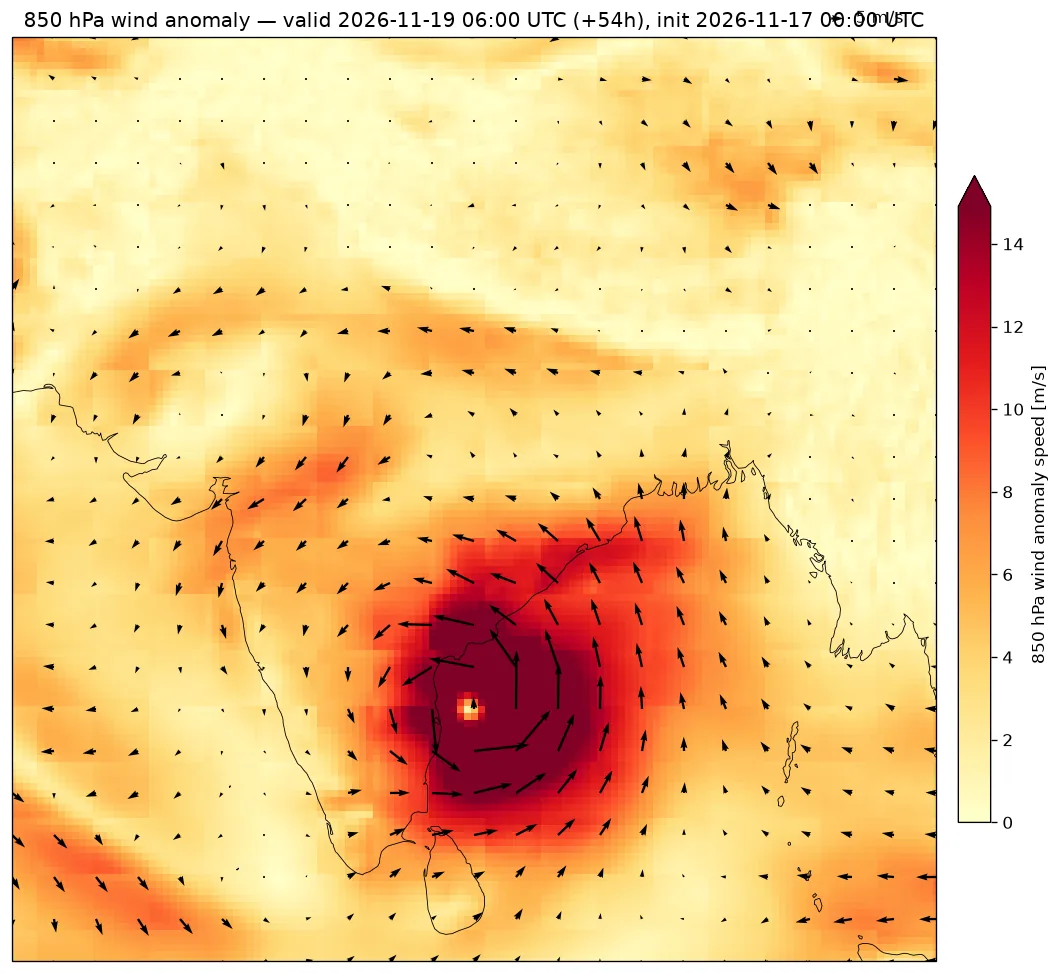 850 hPa wind anomaly — valid 2026-11-19 06:00 UTC (+54h), init 2026-11-17 00:00 UTC
5 m/s
14
12
10
8
6
4
2
0
850 hPa wind anomaly speed [m/s]